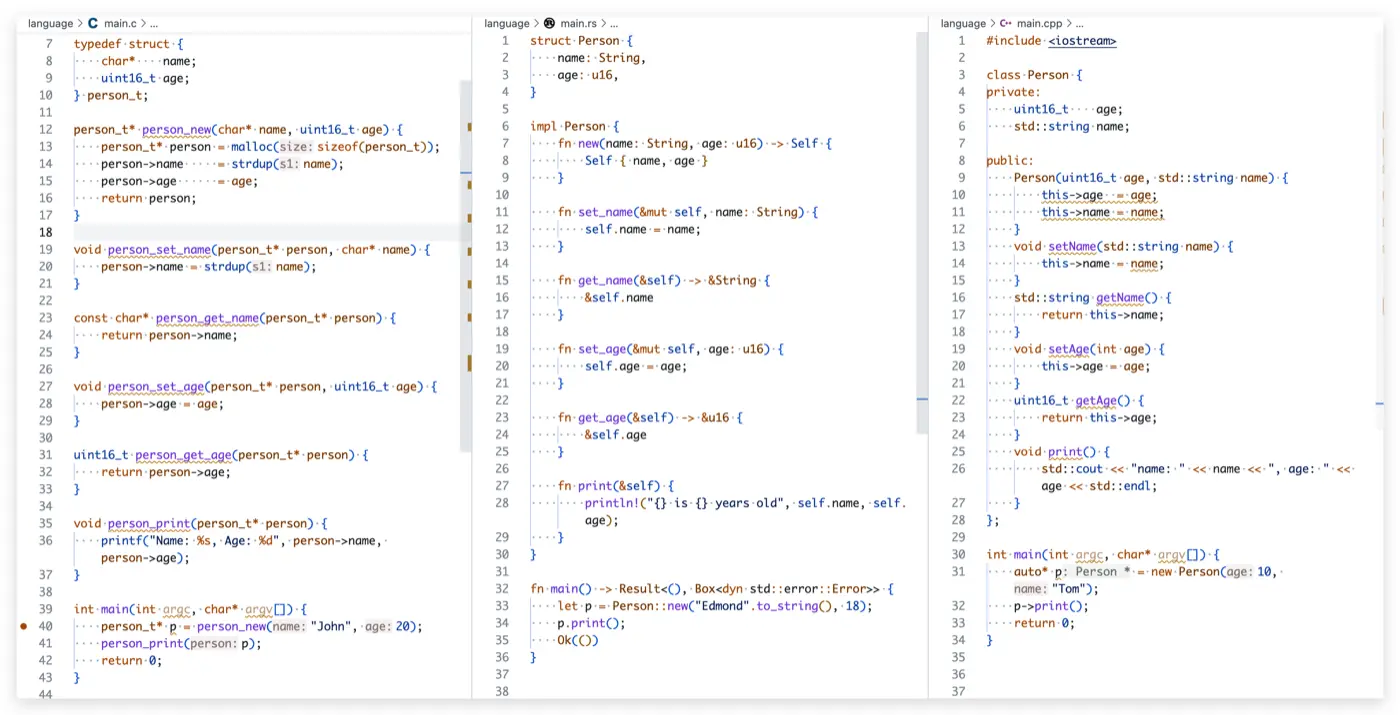 language > C main.c > ...
7 typedef struct {
8 char* name;
9 uint16_t age;
10 } person_t;
11
12 person_t* person_new(char* name, uint16_t age) {
13 person_t* person = malloc(size: sizeof(person_t));
14 person->name = strdup(s1: name);
15 person->age = age;
16 return person;
17 }
18
19 void person_set_name(person_t* person, char* name) {
20 person->name = strdup(s1: name);
21 }
22
23 const char* person_get_name(person_t* person) {
24 return person->name;
25 }
26
27 void person_set_age(person_t* person, uint16_t age) {
28 person->age = age;
29 }
30
31 uint16_t person_get_age(person_t* person) {
32 return person->age;
33 }
34
35 void person_print(person_t* person) {
36 printf("Name: %s, Age: %d", person->name,
person->age);
37 }
38
39 int main(int argc, char* argv[]) {
40 person_t* p = person_new(name: "John", age: 20);
41 person_print(person: p);
42 return 0;
43 }
44
language > main.rs > ...
1 struct Person {
2 name: String,
3 age: u16,
4 }
5
6 impl Person {
7 fn new(name: String, age: u16) -> Self {
8 Self { name, age }
9 }
10
11 fn set_name(&mut self, name: String) {
12 self.name = name;
13 }
14
15 fn get_name(&self) -> &String {
16 &self.name
17 }
18
19 fn set_age(&mut self, age: u16) {
20 self.age = age;
21 }
22
23 fn get_age(&self) -> &u16 {
24 &self.age
25 }
26
27 fn print(&self) {
28 println!("{} is {} years old", self.name, self.
age);
29 }
30 }
31
32 fn main() -> Result<(), Box<dyn std::error::Error>> {
33 let p = Person::new("Edmond".to_string(), 18);
34 p.print();
35 Ok(())
36 }
37
38
language > C++ main.cpp > ...
1 #include <iostream>
2
3 class Person {
4 private:
5 uint16_t age;
6 std::string name;
7
8 public:
9 Person(uint16_t age, std::string name) {
10 this->age = age;
11 this->name = name;
12 }
13 void setName(std::string name) {
14 this->name = name;
15 }
16 std::string getName() {
17 return this->name;
18 }
19 void setAge(int age) {
20 this->age = age;
21 }
22 uint16_t getAge() {
23 return this->age;
24 }
25 void print() {
26 std::cout << "name: " << name << ", age: " <<
age << std::endl;
27 }
28 };
29
30 int main(int argc, char* argv[]) {
31 auto* p: Person * = new Person(age: 10,
name: "Tom");
32 p->print();
33 return 0;
34 }
35
36
37